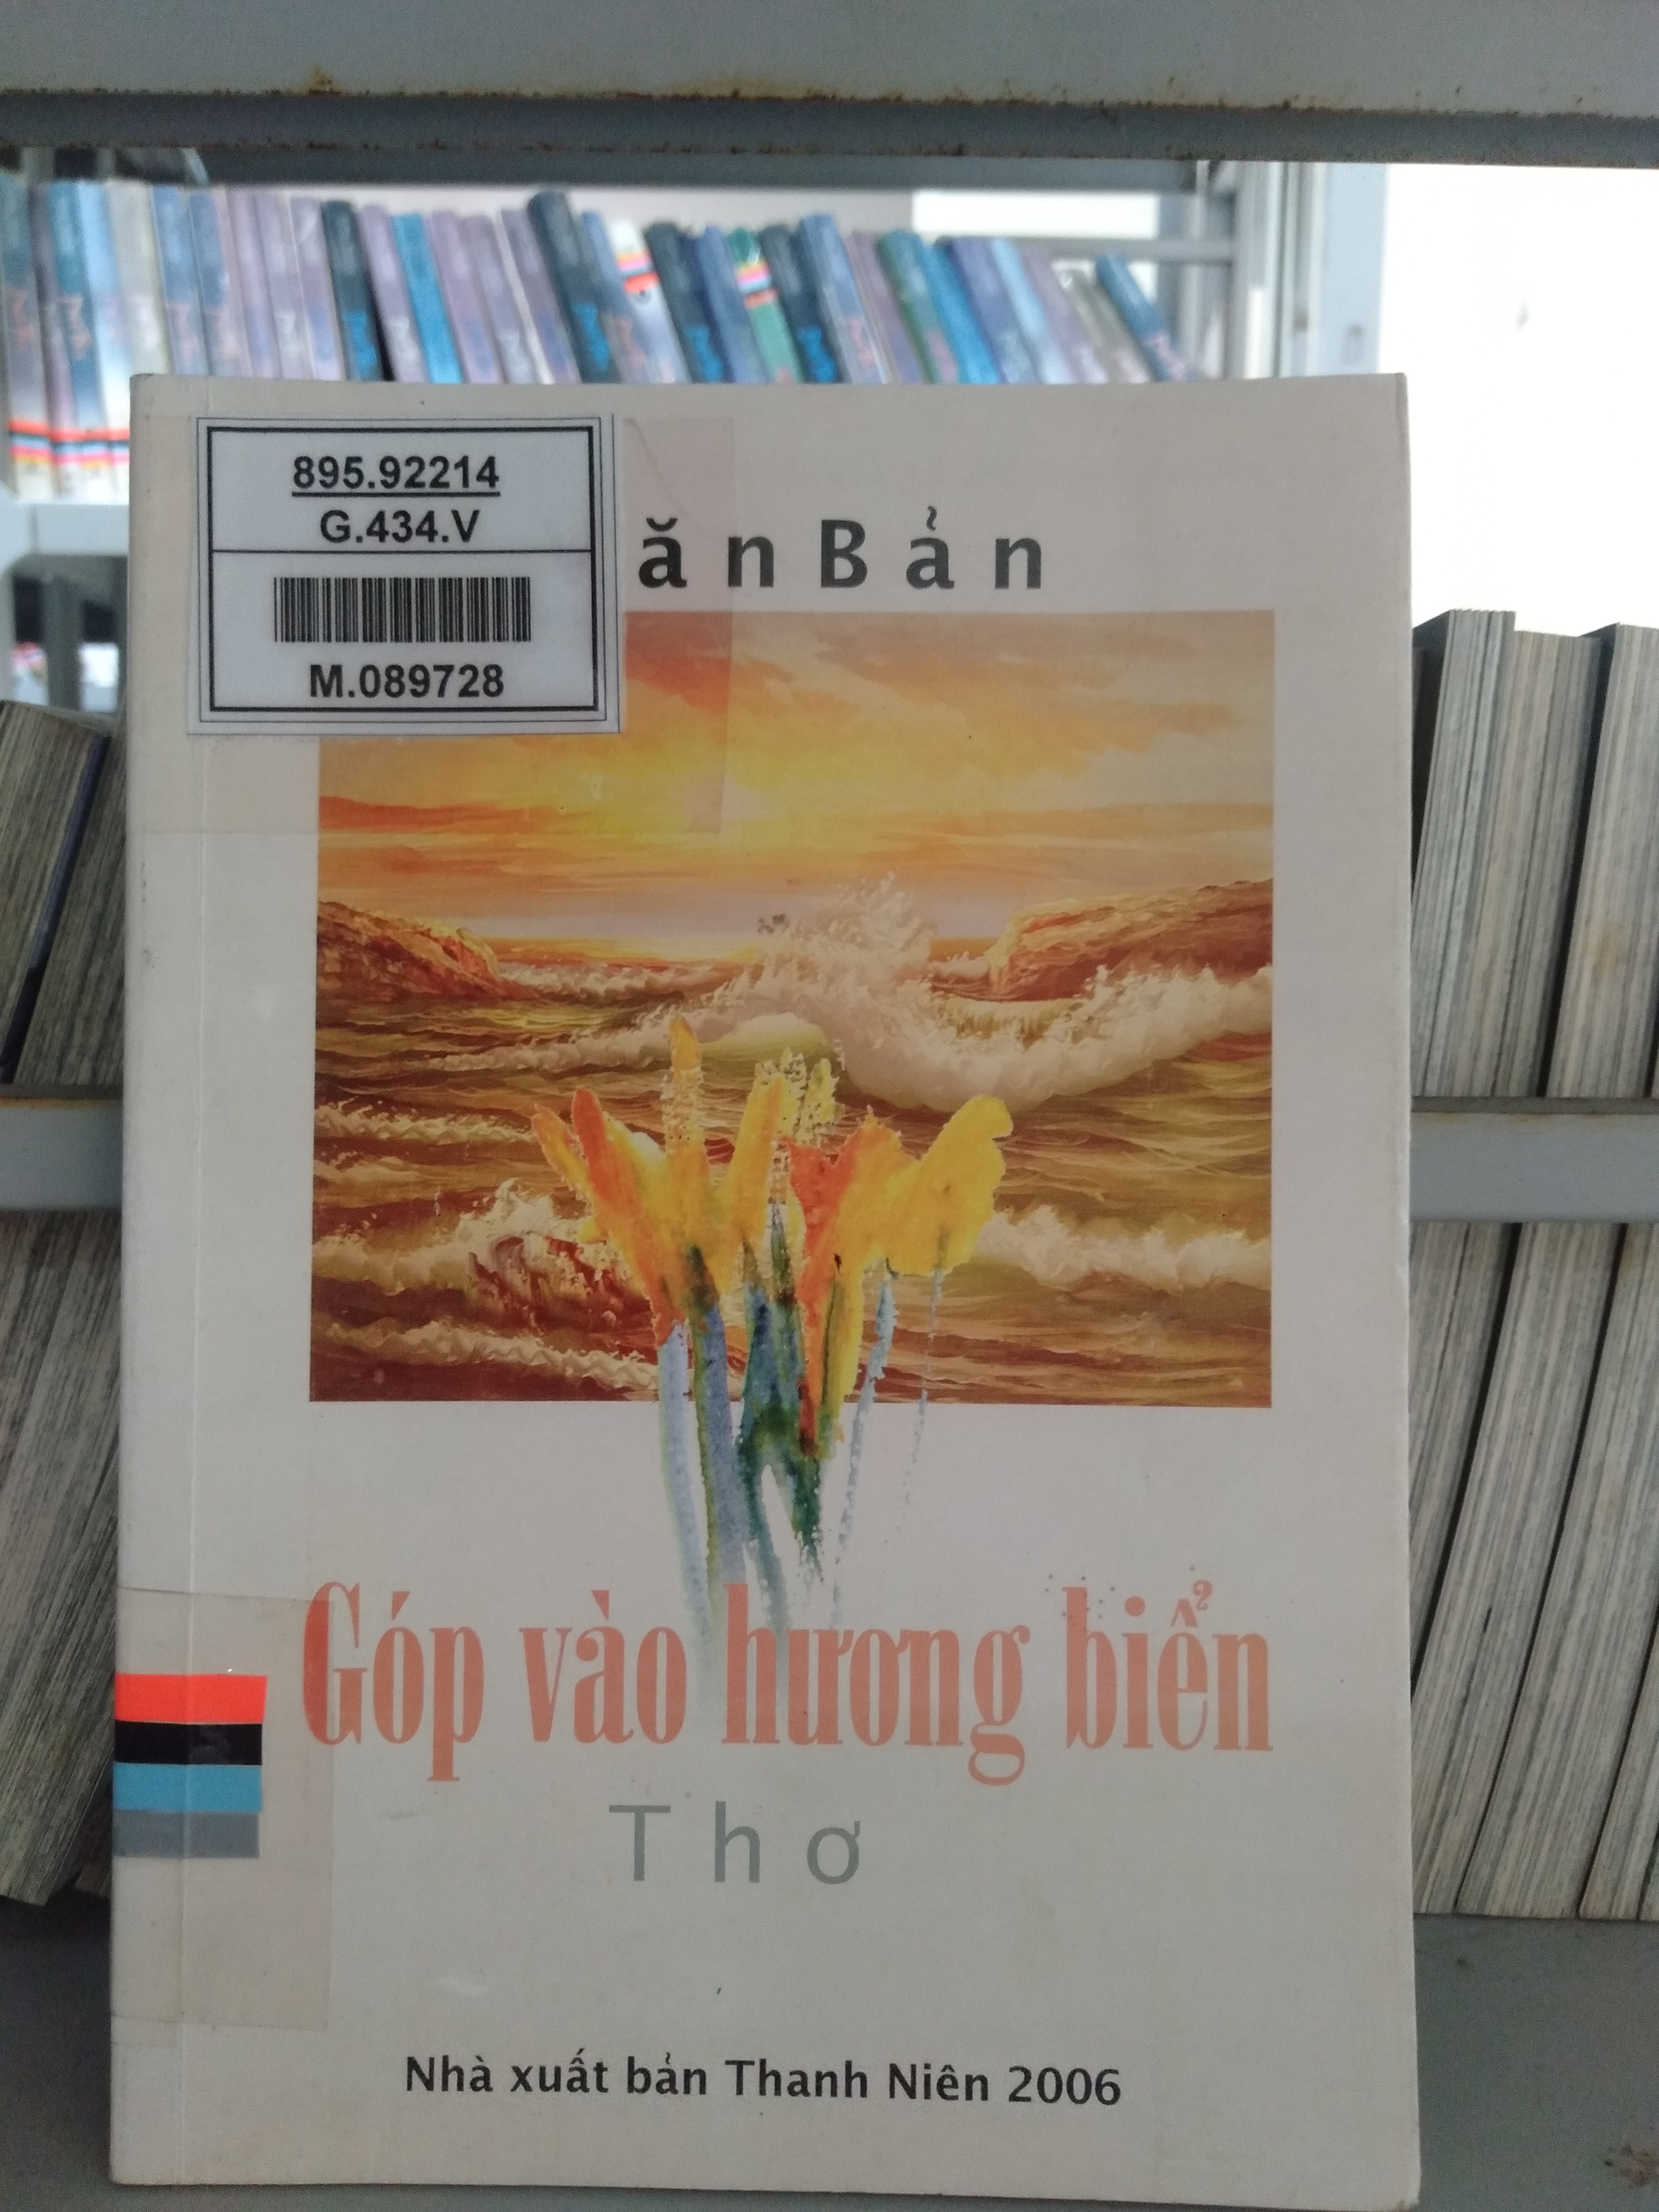 895.92214
G.434.V
M.089728
ăn Bản
Góp vào hương biển
Thơ
Nhà xuất bản Thanh Niên 2006